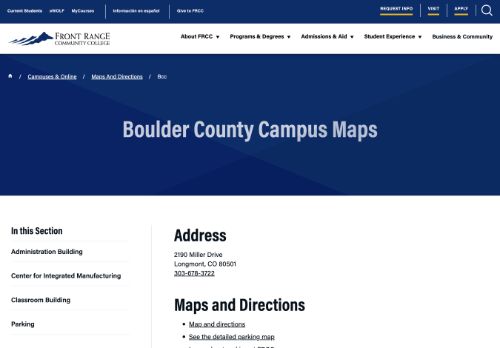 Current Students eWOLF MyCourses Información en español Give to FRCC REQUEST INFO VISIT APPLY
FRONT RANGE
COMMUNITY COLLEGE
About FRCC Programs & Degrees Admissions & Aid Student Experience Business & Community
/ Campuses & Online / Maps And Directions / Bcc
Boulder County Campus Maps
In this Section
Administration Building
Center for Integrated Manufacturing
Classroom Building
Parking
Address
2190 Miller Drive
Longmont, CO 80501
303-678-3722
Maps and Directions
Map and directions
See the detailed parking map